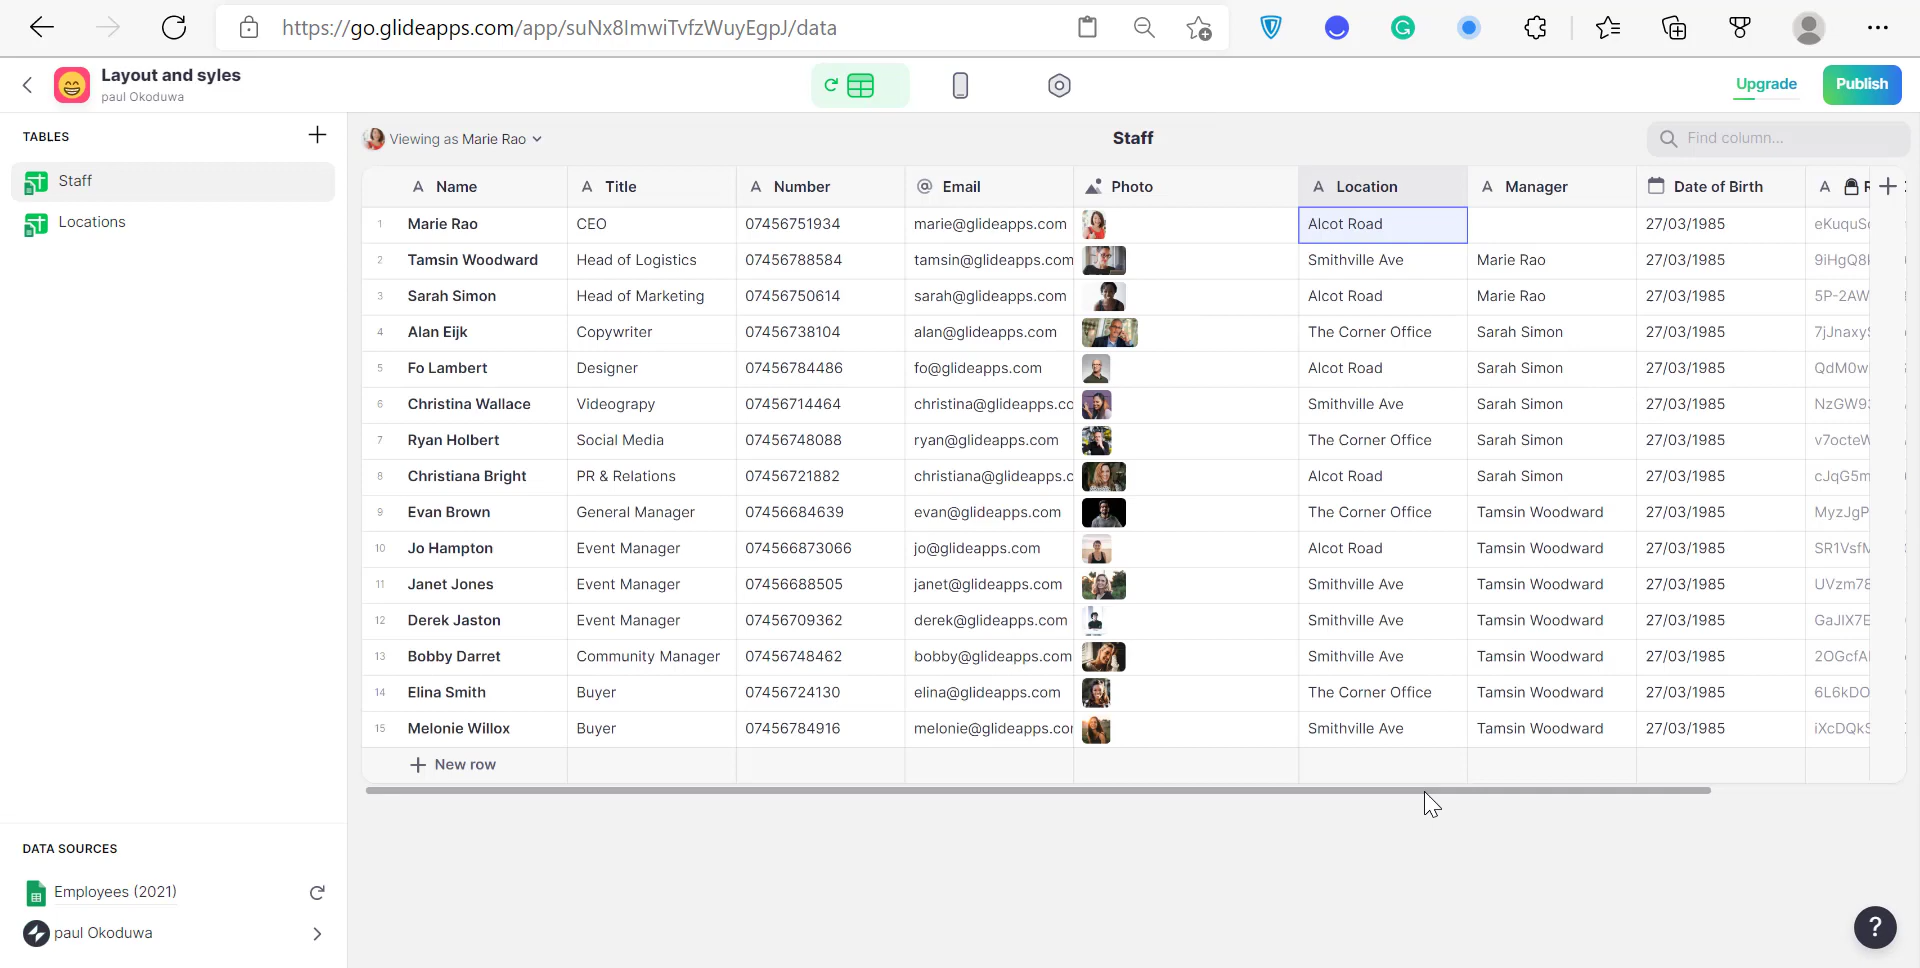 https://go.glideapps.com/app/suNx8ImwiTvfzWuyEgpJ/data
Layout and syles
paul Okoduwa
Upgrade
Publish
TABLES
Staff
Locations
Viewing as Marie Rao
Staff
Find column...
Name Title Number Email Photo Location Manager Date of Birth
1 Marie Rao CEO 07456751934 marie@glideapps.com Alcot Road 27/03/1985
2 Tamsin Woodward Head of Logistics 07456788584 tamsin@glideapps.com Smithville Ave Marie Rao 27/03/1985 9iHgQ8
3 Sarah Simon Head of Marketing 07456750614 sarah@glideapps.com Alcot Road Marie Rao 27/03/1985 5P-2AW
4 Alan Eijk Copywriter 07456738104 alan@glideapps.com The Corner Office Sarah Simon 27/03/1985 7jJnaxy
5 Fo Lambert Designer 07456784486 fo@glideapps.com Alcot Road Sarah Simon 27/03/1985 QdM0w
6 Christina Wallace Videograpy 07456714464 christina@glideapps.co Smithville Ave Sarah Simon 27/03/1985 NzGW9
7 Ryan Holbert Social Media 07456748088 ryan@glideapps.com The Corner Office Sarah Simon 27/03/1985 v7octe
8 Christiana Bright PR & Relations 07456721882 christiana@glideapps.c Alcot Road Sarah Simon 27/03/1985 cJqG5m
9 Evan Brown General Manager 07456684639 evan@glideapps.com The Corner Office Tamsin Woodward 27/03/1985 MyzJgP
10 Jo Hampton Event Manager 074566873066 jo@glideapps.com Alcot Road Tamsin Woodward 27/03/1985 SR1Vsf
11 Janet Jones Event Manager 07456688505 janet@glideapps.com Smithville Ave Tamsin Woodward 27/03/1985 UVzm78
12 Derek Jaston Event Manager 07456709362 derek@glideapps.com Smithville Ave Tamsin Woodward 27/03/1985
13 Bobby Darret Community Manager 07456748462 bobby@glideapps.com Smithville Ave Tamsin Woodward 27/03/1985
14 Elina Smith Buyer 07456724130 elina@glideapps.com The Corner Office Tamsin Woodward 27/03/1985 6L6kDO
15 Melonie Willox Buyer 07456784916 melonie@glideapps.co Smithville Ave Tamsin Woodward 27/03/1985
New row
DATA SOURCES
Employees (2021)
paul Okoduwa
?